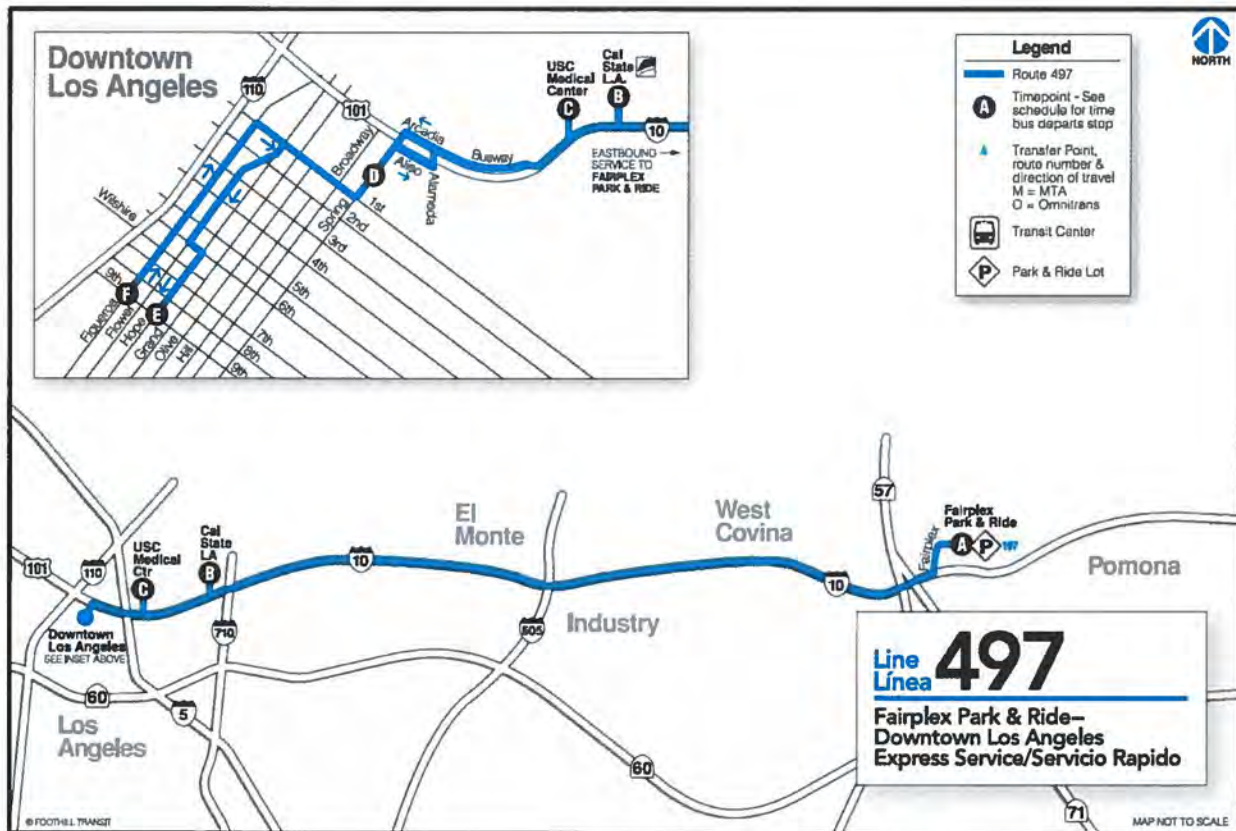 Downtown
Los Angeles
110
101
USC
Medical
Center
C
Cal
State
L.A.
B
10
Arcadia
Busway
Aliso
Alameda
EASTBOUND
SERVICE TO
FAIRPLEX
PARK & RIDE
Broadway
D
Spring
1st
2nd
3rd
4th
5th
6th
7th
8th
9th
Wilshire
9th
F
E
Figueroa
Flower
Hope
Grand
Olive
Hill
NORTH
Legend
Route 497
A
Timepoint - See
schedule for time
bus departs stop
Transfer Point,
route number &
direction of travel
M = MTA
O = Omnitrans
Transit Center
P
Park & Ride Lot
101
110
USC
Medical
Ctr
C
Cal
State
LA
B
Downtown
Los Angeles
SEE INSET ABOVE
710
10
El
Monte
605
Industry
West
Covina
10
57
Fairplex
Fairplex
Park & Ride
A
P
197
Pomona
60
5
Los
Angeles
60
71
Line
Línea
497
Fairplex Park & Ride–
Downtown Los Angeles
Express Service/Servicio Rapido
© FOOTHILL TRANSIT
MAP NOT TO SCALE